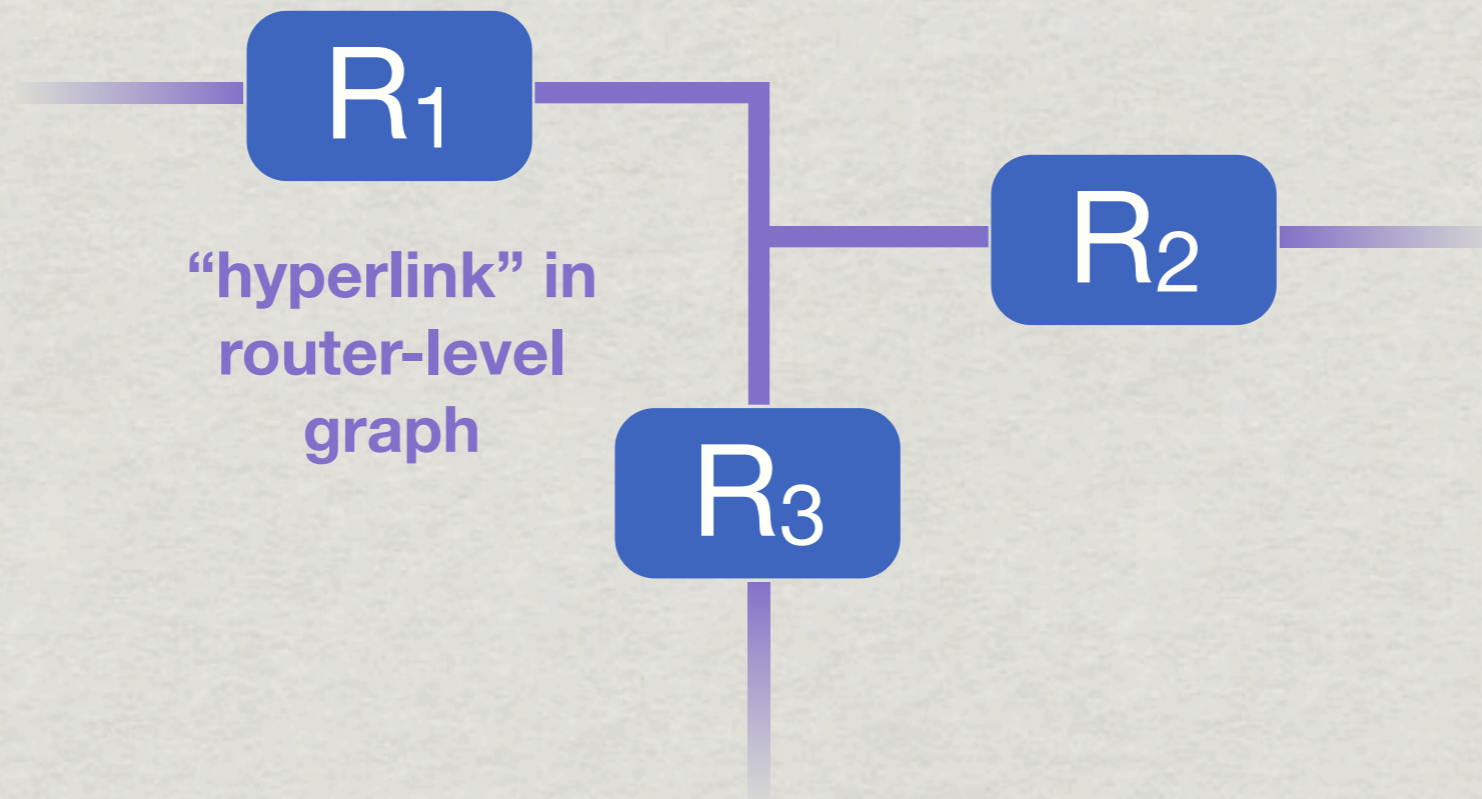 R1
R2
“hyperlink” in
router-level
graph
R3